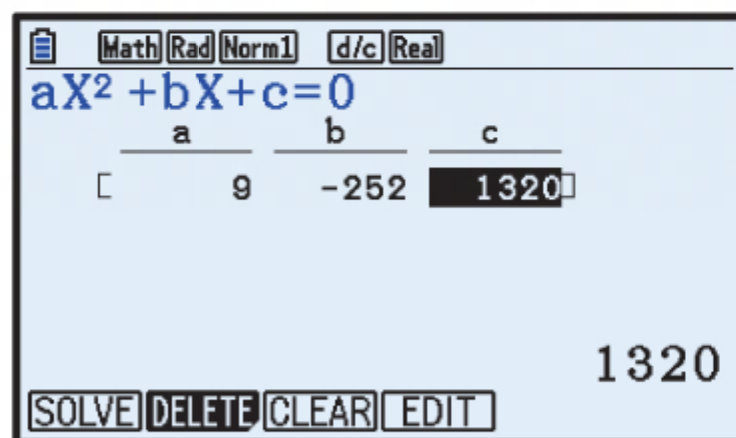 Math Rad Norm1 d/c Real
aX² +bX+c=0
a b c
[ 9 -252 1320]
1320
SOLVE DELETE CLEAR EDIT